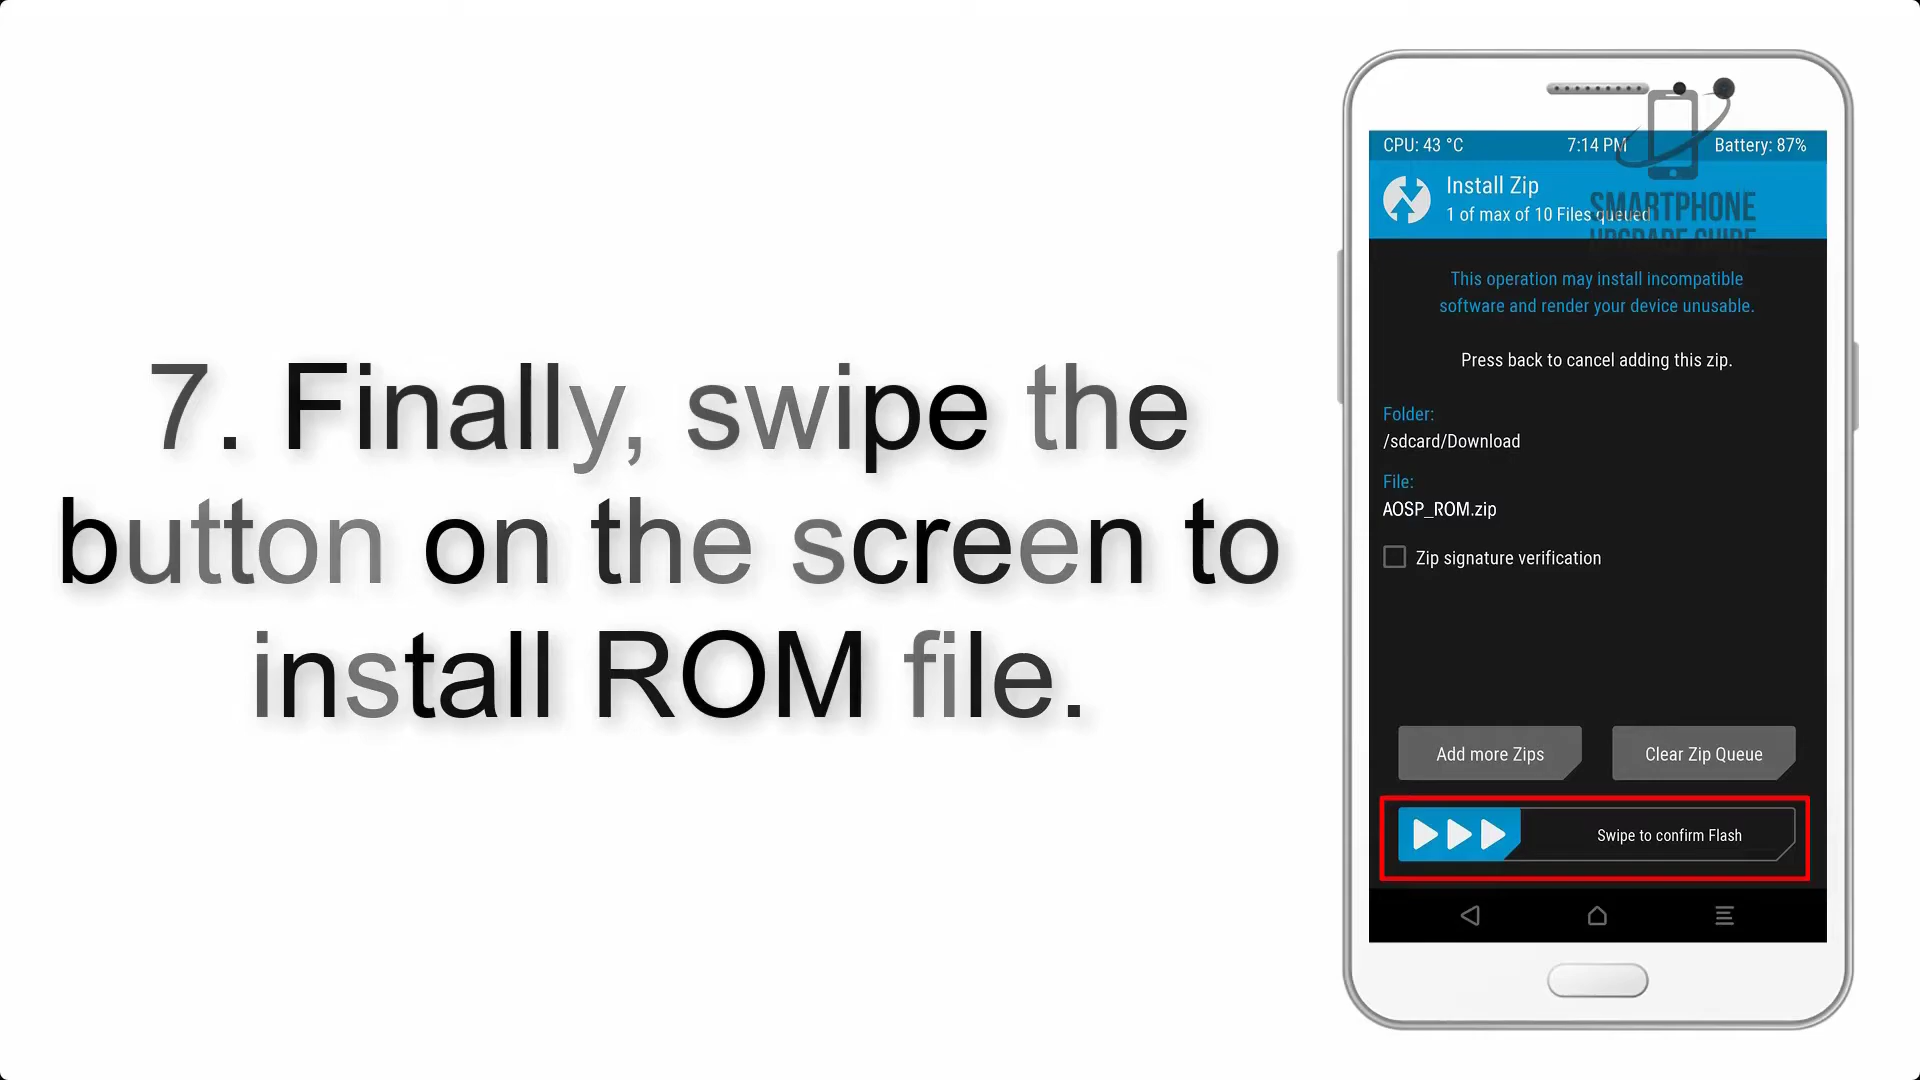 7. Finally, swipe the
button on the screen to
install ROM file.
CPU: 43 °C 7:14 PM Battery: 87%
Install Zip
1 of max of 10 Files queued
SMARTPHONE
UPGRADE GUIDE
This operation may install incompatible
software and render your device unusable.
Press back to cancel adding this zip.
Folder:
/sdcard/Download
File:
AOSP_ROM.zip
Zip signature verification
Add more Zips Clear Zip Queue
Swipe to confirm Flash